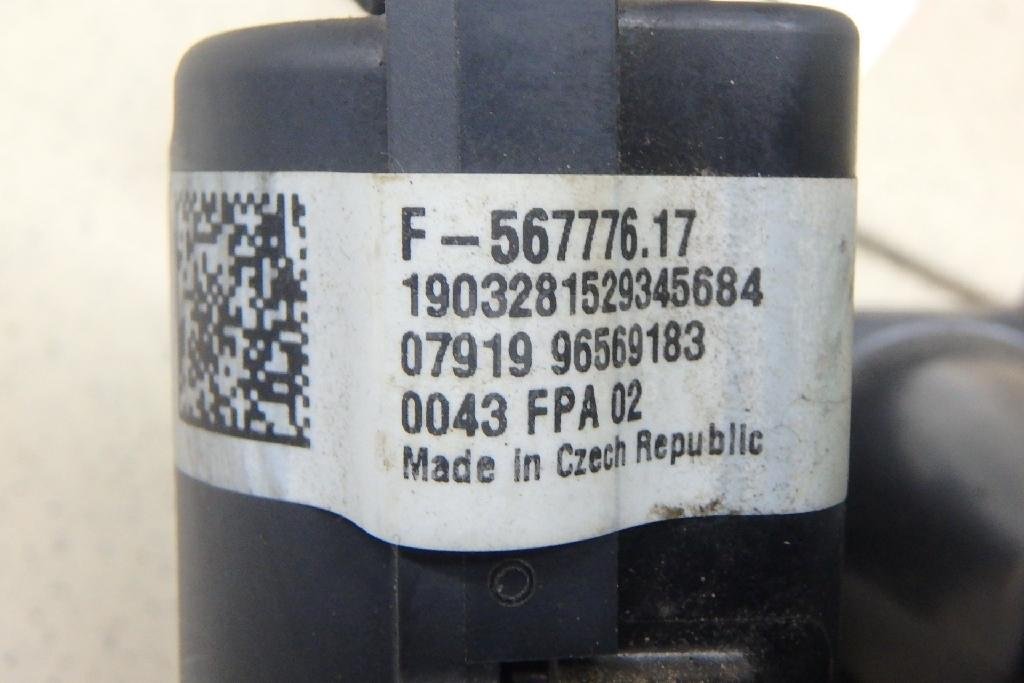 F-567776.17
1903281529345684
07919 96569183
0043 FPA 02
Made in Czech Republic